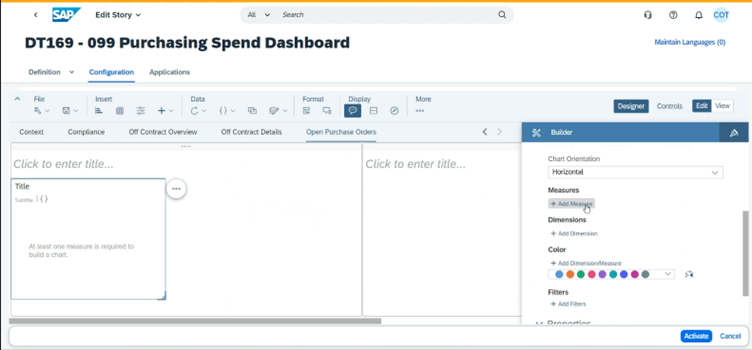 SAP Edit Story All Search COT
DT169 - 099 Purchasing Spend Dashboard
Maintain Languages (0)
Definition Configuration Applications
File Insert Data Format Display More
Designer Controls Edit View
Context Compliance Off Contract Overview Off Contract Details Open Purchase Orders
Builder
Click to enter title... Click to enter title...
Title
Subtitle | {}
At least one measure is required to
build a chart.
Chart Orientation
Horizontal
Measures
+ Add Measure
Dimensions
+ Add Dimension
Color
+ Add Dimension/Measure
Filters
+ Add Filters
Properties
Activate Cancel